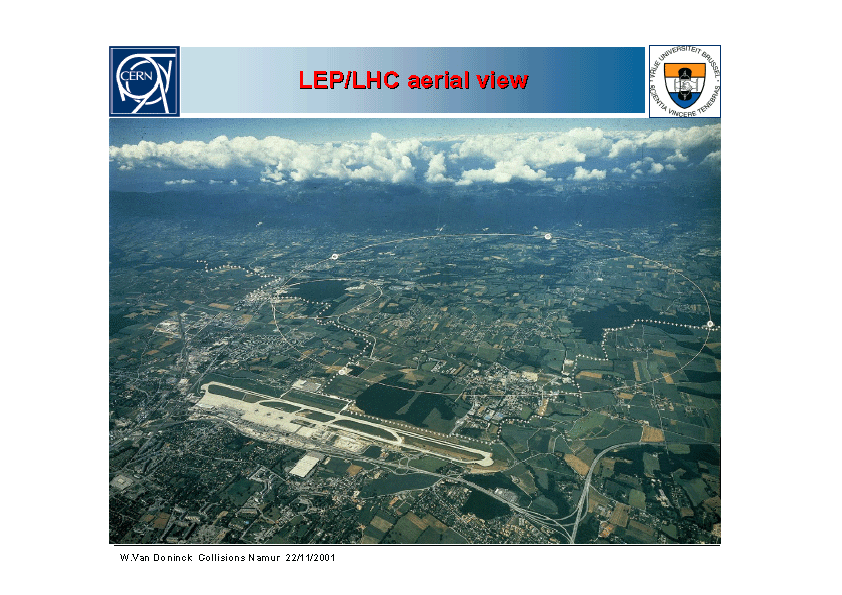 CERN
LEP/LHC aerial view
VRIJE UNIVERSITEIT BRUSSEL
SCIENTIA VINCERE TENEBRAS
W.Van Doninck Collisions Namur 22/11/2001